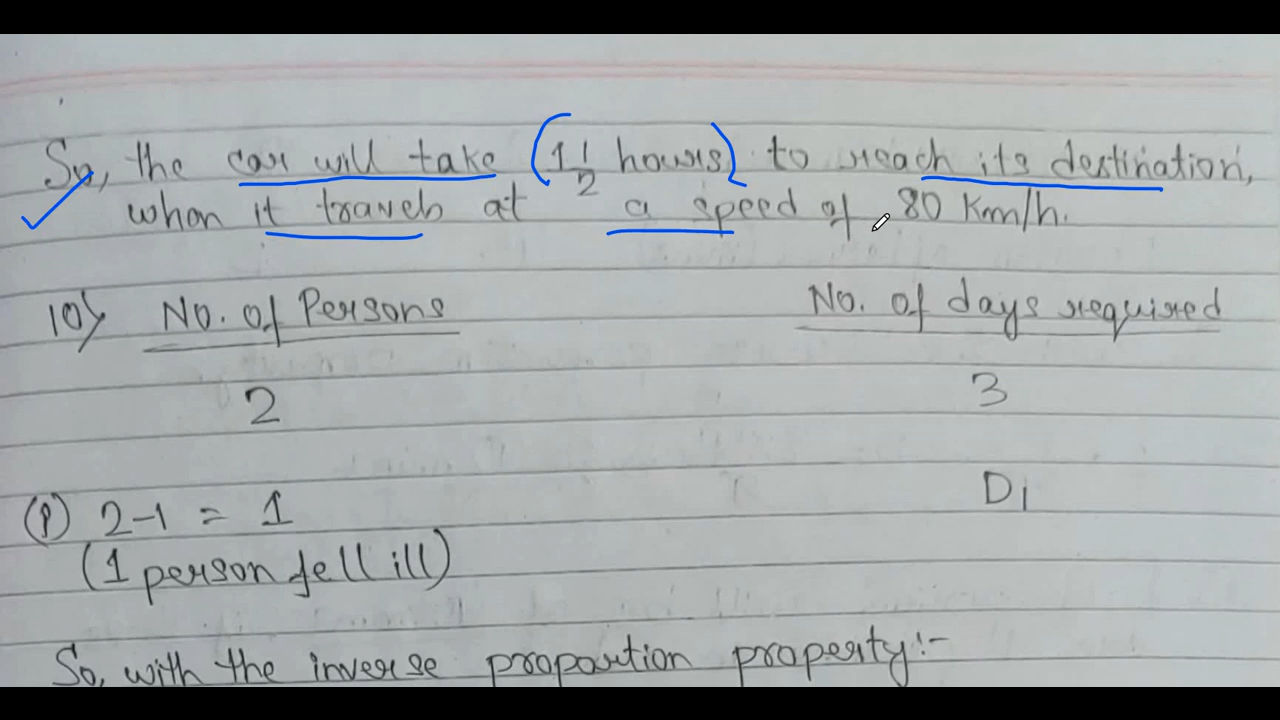 So, the car will take (1 1/2 hours) to reach its destination,
when it travels at a speed of 80 Km/h.
10) No. of Persons No. of days required
2 3
(i) 2-1 = 1 D1
(1 person fell ill)
So, with the inverse proportion property:-